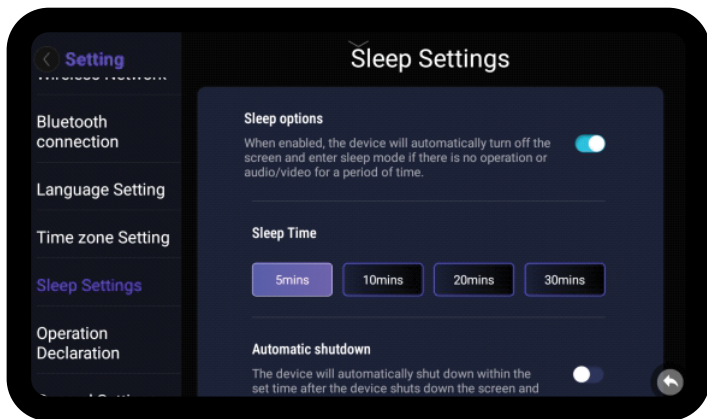 Setting
Sleep Settings
Bluetooth
connection
Language Setting
Time zone Setting
Sleep Settings
Operation
Declaration
Sleep options
When enabled, the device will automatically turn off the
screen and enter sleep mode if there is no operation or
audio/video for a period of time.
Sleep Time
5mins
10mins
20mins
30mins
Automatic shutdown
The device will automatically shut down within the
set time after the device shuts down the screen and